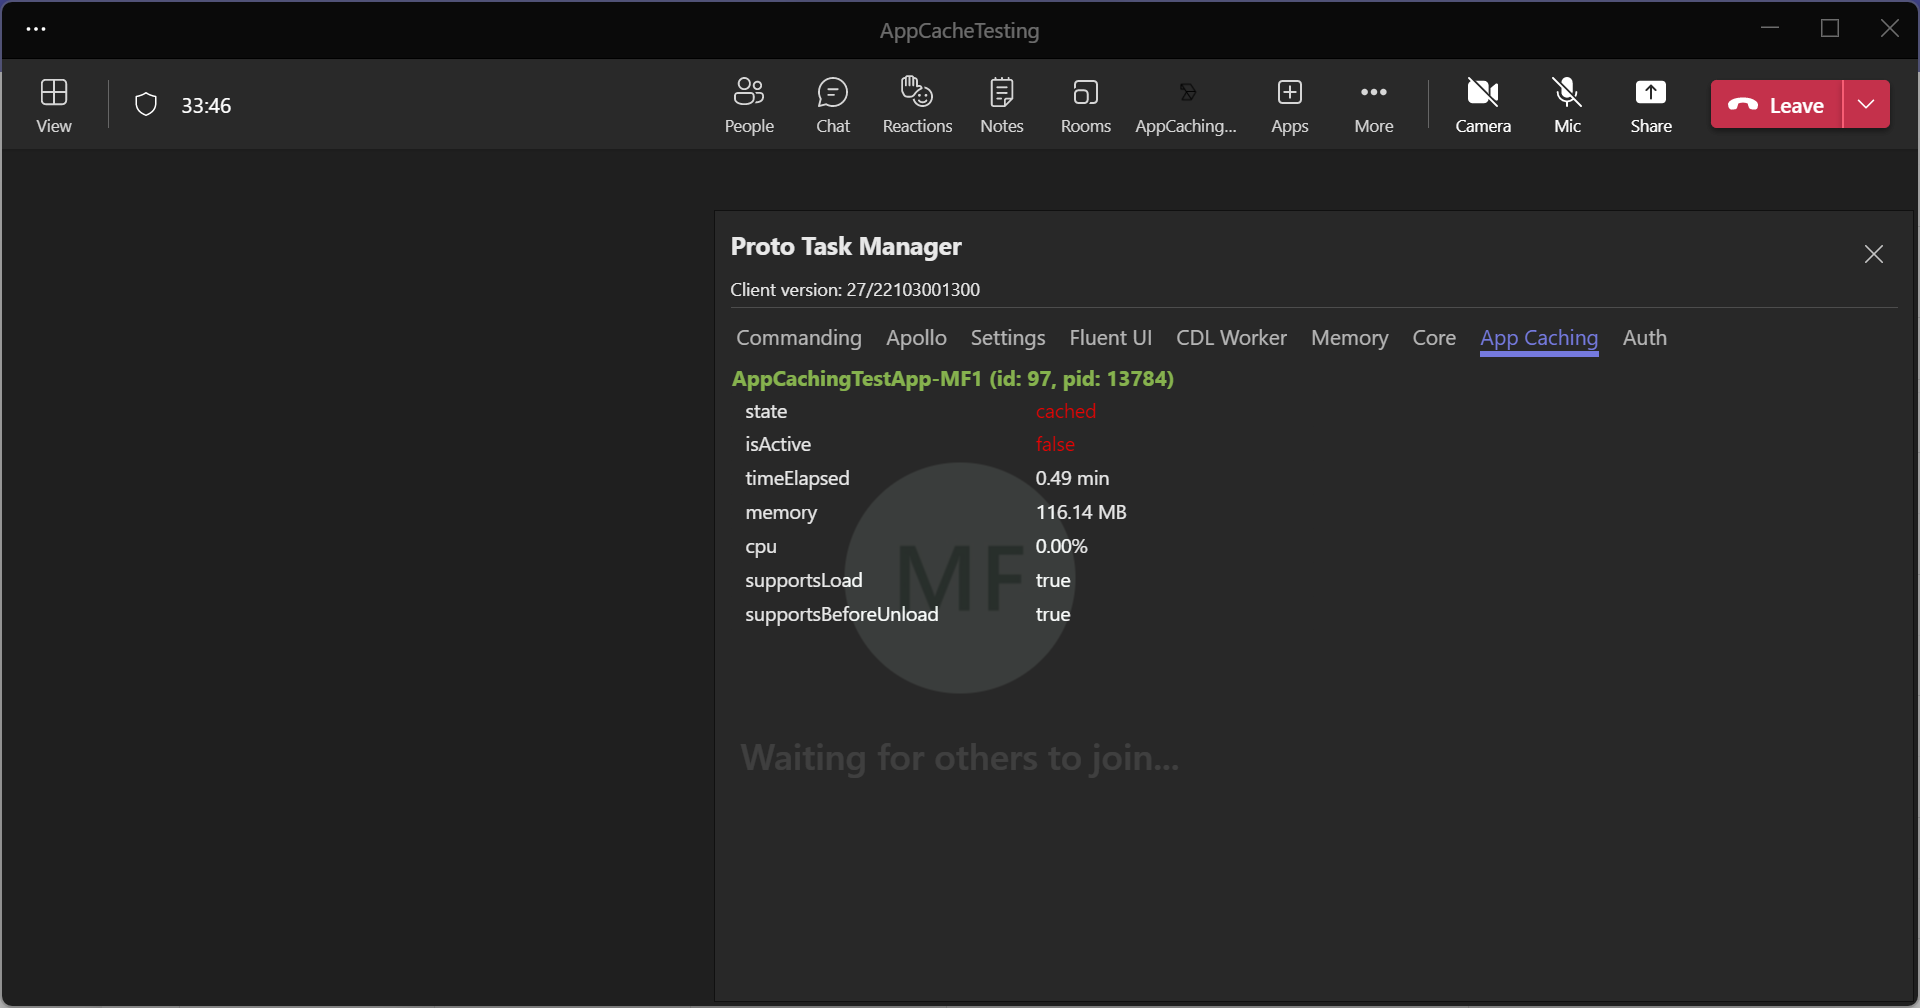 AppCacheTesting
View
33:46
People
Chat
Reactions
Notes
Rooms
AppCaching...
Apps
More
Camera
Mic
Share
Leave
Proto Task Manager
Client version: 27/22103001300
Commanding Apollo Settings Fluent UI CDL Worker Memory Core App Caching Auth
AppCachingTestApp-MF1 (id: 97, pid: 13784)
state cached
isActive false
timeElapsed 0.49 min
memory 116.14 MB
cpu 0.00%
supportsLoad true
supportsBeforeUnload true
MF
Waiting for others to join...